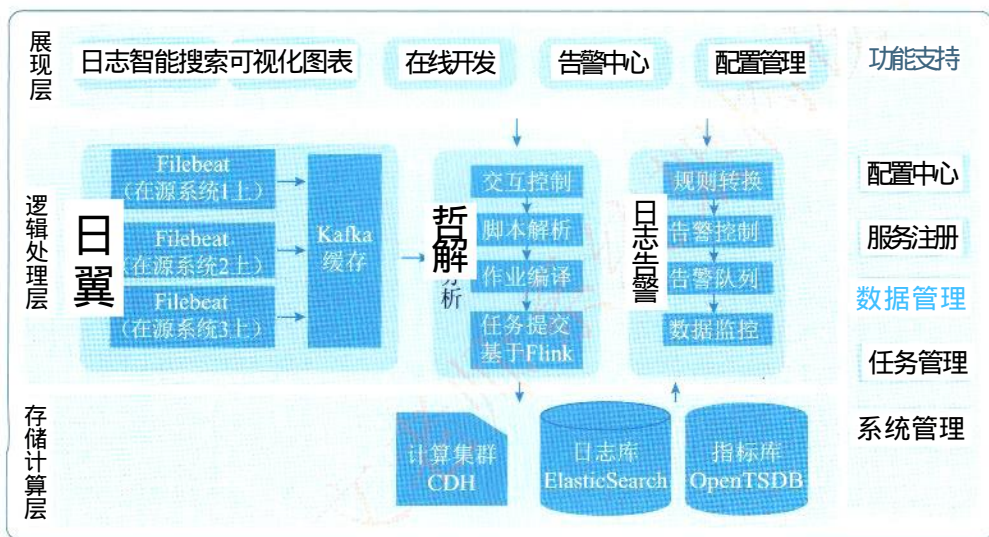 展现层
日志智能搜索可视化图表
在线开发
告警中心
配置管理
功能支持
逻辑处理层
日翼
Filebeat
（在源系统1上）
Filebeat
（在源系统2上）
Filebeat
（在源系统3上）
Kafka
缓存
哲解
分析
交互控制
脚本解析
作业编译
任务提交
基于Flink
日志告警
规则转换
告警控制
告警队列
数据监控
配置中心
服务注册
数据管理
任务管理
系统管理
存储计算层
计算集群
CDH
日志库
ElasticSearch
指标库
OpenTSDB